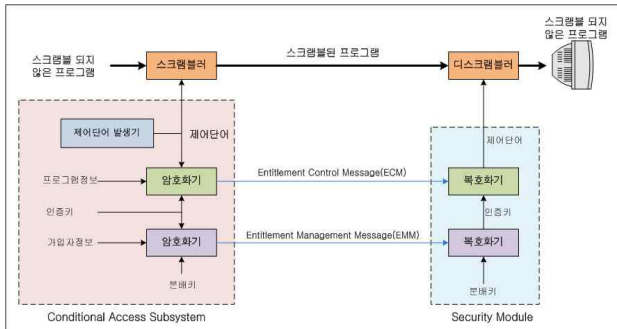 스크램블 되지
않은 프로그램
스크램블 되지
않은 프로그램
스크램블러
스크램블된 프로그램
디스크램블러
제어단어 발생기
제어단어
제어단어
프로그램정보
암호화기
Entitlement Control Message(ECM)
복호화기
인증키
인증키
가입자정보
암호화기
Entitlement Management Message(EMM)
복호화기
분배키
분배키
Conditional Access Subsystem
Security Module